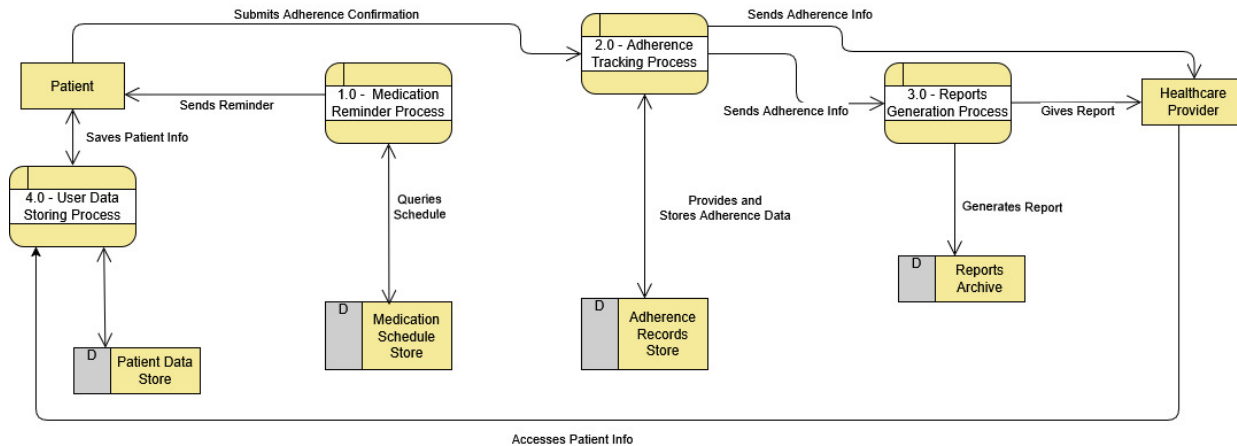 Submits Adherence Confirmation
Sends Adherence Info
2.0 - Adherence
Tracking Process
Patient
Sends Reminder
1.0 - Medication
Reminder Process
Sends Adherence Info
3.0 - Reports
Generation Process
Gives Report
Healthcare
Provider
Saves Patient Info
4.0 - User Data
Storing Process
Queries
Schedule
Provides and
Stores Adherence Data
Generates Report
D
Reports
Archive
D
Medication
Schedule
Store
D
Adherence
Records
Store
D
Patient Data
Store
Accesses Patient Info